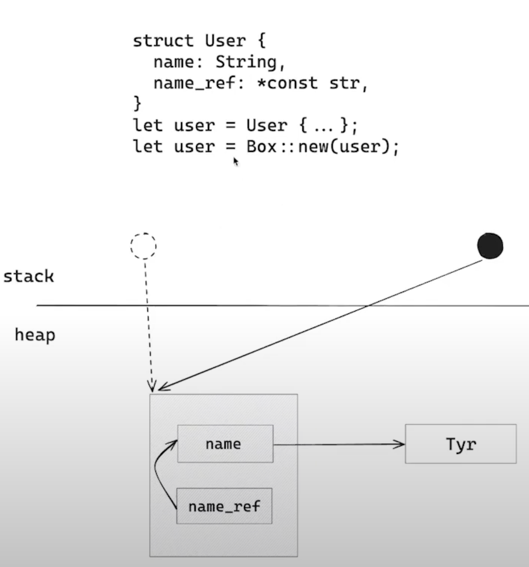 struct User {
name: String,
name_ref: *const str,
}
let user = User {...};
let user = Box::new(user);
stack
heap
name
Tyr
name_ref